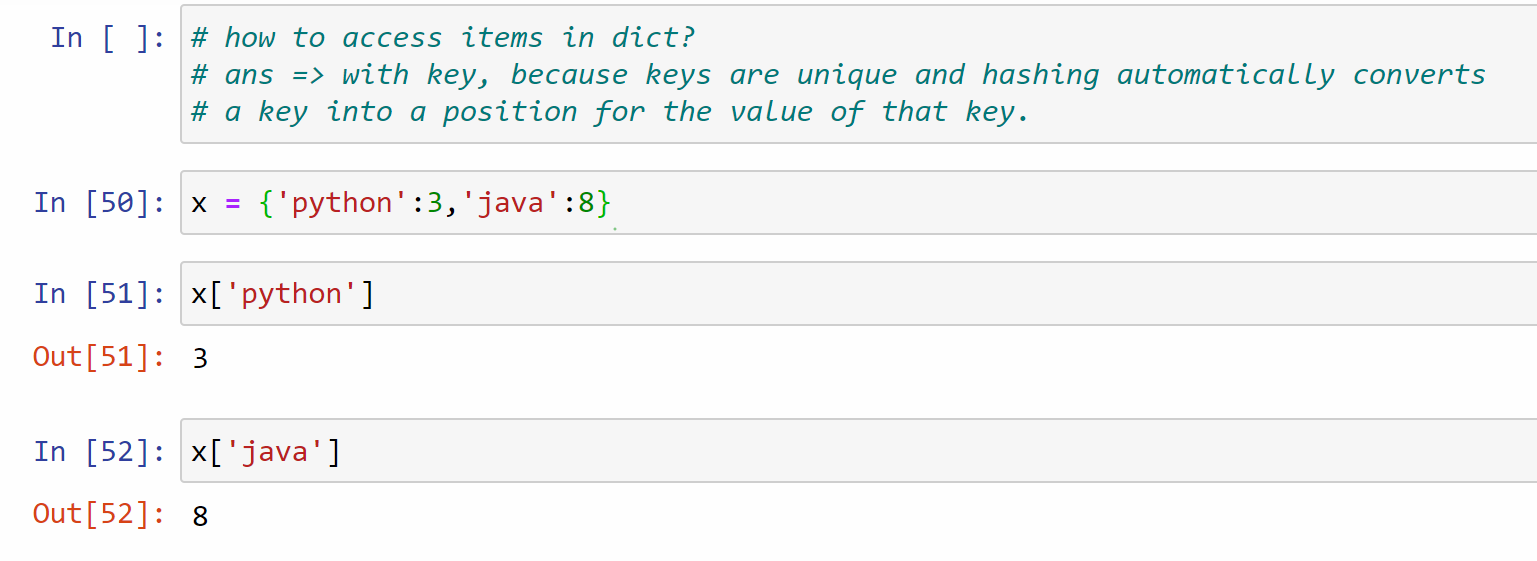 In [ ]: # how to access items in dict?
# ans => with key, because keys are unique and hashing automatically converts
# a key into a position for the value of that key.
In [50]: x = {'python':3,'java':8}
In [51]: x['python']
Out[51]: 3
In [52]: x['java']
Out[52]: 8